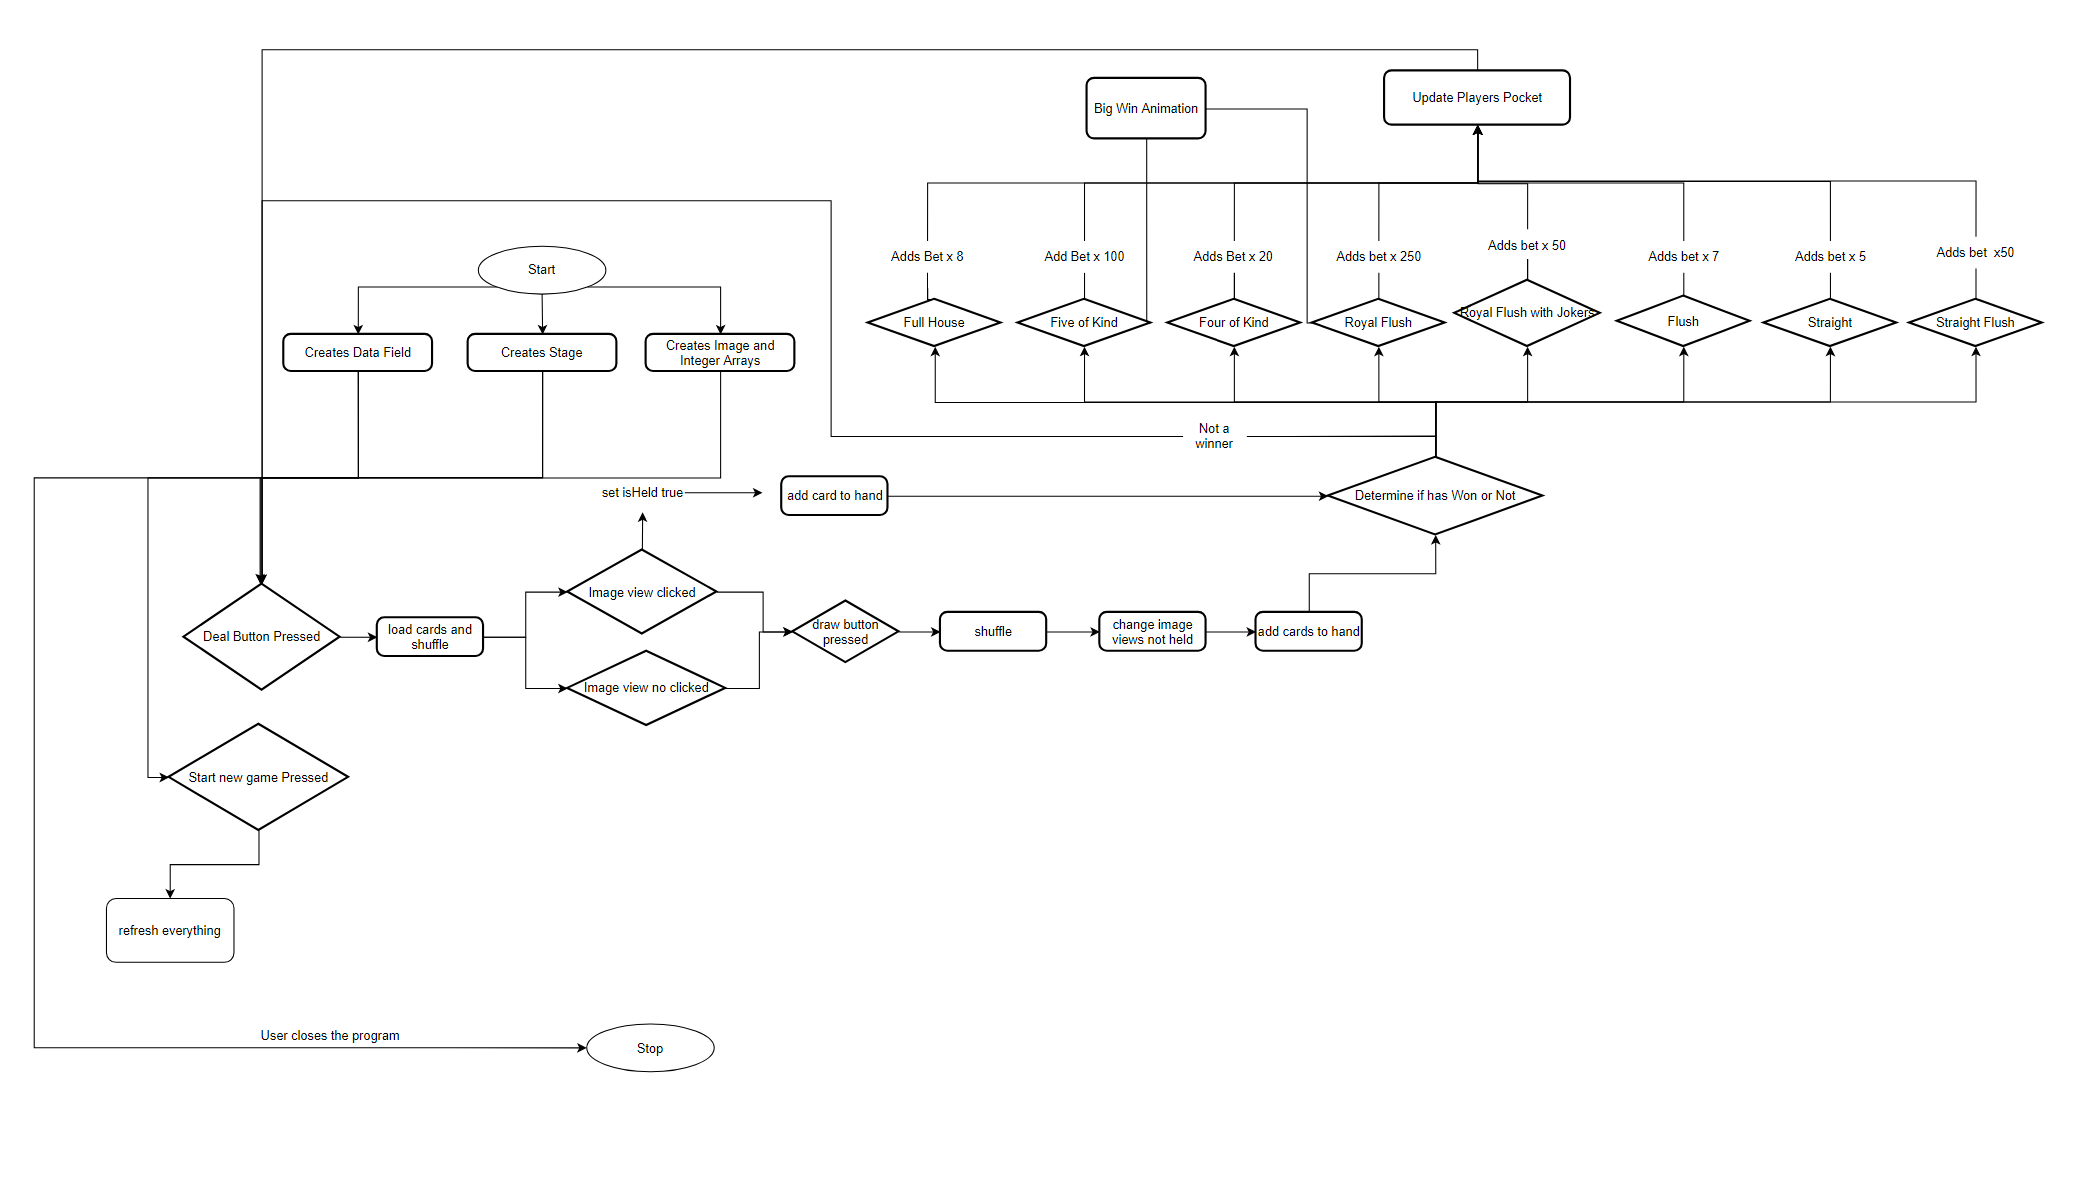 Update Players Pocket
Big Win Animation
Adds Bet x 8
Add Bet x 100
Adds Bet x 20
Adds bet x 250
Adds bet x 50
Adds bet x 7
Adds bet x 5
Adds bet  x50
Start
Full House
Five of Kind
Four of Kind
Royal Flush
Royal Flush with Jokers
Flush
Straight
Straight Flush
Creates Data Field
Creates Stage
Creates Image and
Integer Arrays
Not a
winner
set isHeld true
add card to hand
Determine if has Won or Not
Deal Button Pressed
load cards and
shuffle
Image view clicked
Image view no clicked
draw button
pressed
shuffle
change image
views not held
add cards to hand
Start new game Pressed
refresh everything
User closes the program
Stop